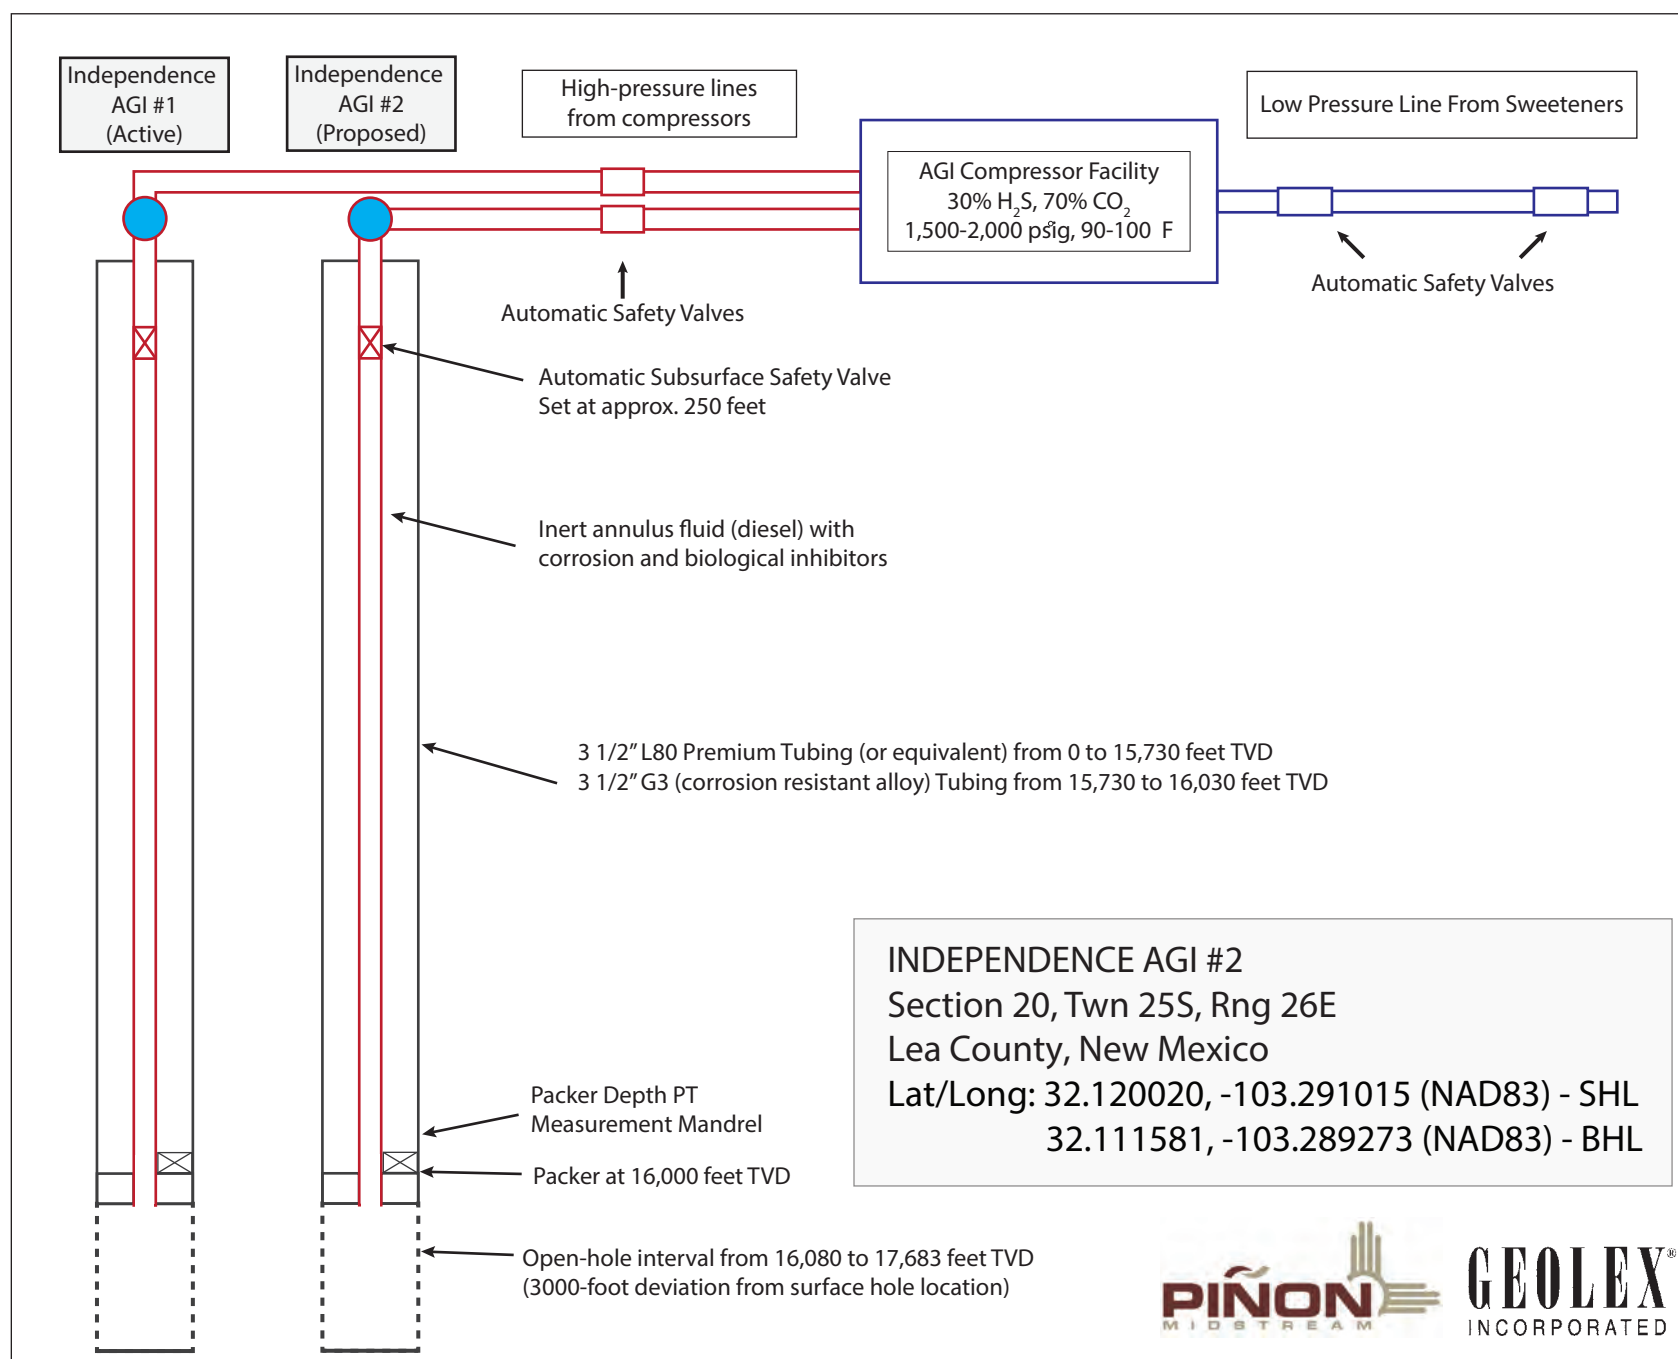 Independence
AGI #1
(Active)
Independence
AGI #2
(Proposed)
High-pressure lines
from compressors
Low Pressure Line From Sweeteners
AGI Compressor Facility
30% H₂S, 70% CO₂
1,500-2,000 psig, 90-100 °F
Automatic Safety Valves
Automatic Safety Valves
Automatic Subsurface Safety Valve
Set at approx. 250 feet
Inert annulus fluid (diesel) with
corrosion and biological inhibitors
3 1/2" L80 Premium Tubing (or equivalent) from 0 to 15,730 feet TVD
3 1/2" G3 (corrosion resistant alloy) Tubing from 15,730 to 16,030 feet TVD
INDEPENDENCE AGI #2
Section 20, Twn 25S, Rng 26E
Lea County, New Mexico
Lat/Long: 32.120020, -103.291015 (NAD83) - SHL
32.111581, -103.289273 (NAD83) - BHL
Packer Depth PT
Measurement Mandrel
Packer at 16,000 feet TVD
Open-hole interval from 16,080 to 17,683 feet TVD
(3000-foot deviation from surface hole location)
PIÑON
MIDSTREAM
GEOLEX®
INCORPORATED